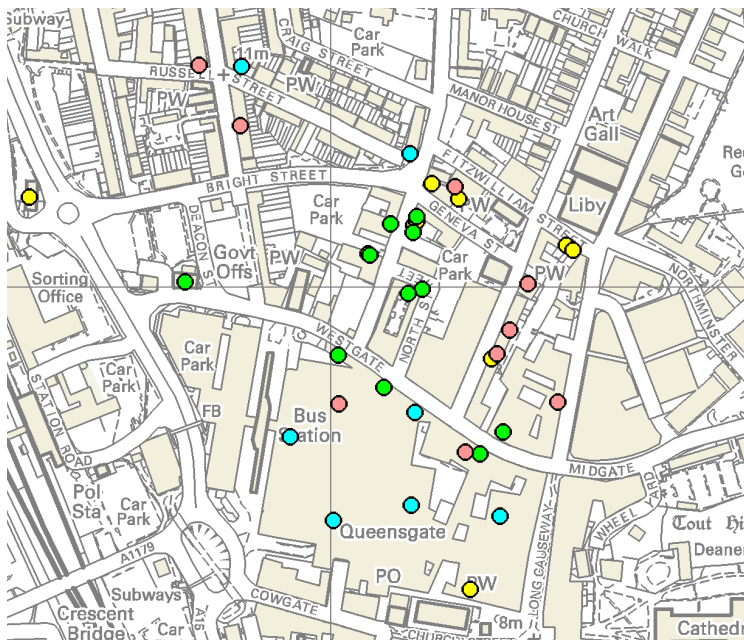 Subway
CRAIG STREET
Car
Park
CHURCH WALK
11m
RUSSELL STREET
PW
PW
MANOR HOUSE ST
Art
Gall
FITZWILLIAM STREET
BRIGHT STREET
Car
Park
PW
Liby
GENEVA ST
DEACON ST
Govt
Offs
PW
Car
Park
PW
Sorting
Office
NORTH STREET
NORTHMINSTER
WESTGATE
Car
Park
Car
Park
STATION ROAD
FB
Bus
Station
MIDGATE
Pol
Sta
Car
Park
WHEEL YARD
Queensgate
LONG CAUSEWAY
A1179
PO
PW
Subways
COWGATE
A15
Crescent
Bridge
Car
CHURCH STREET
8m